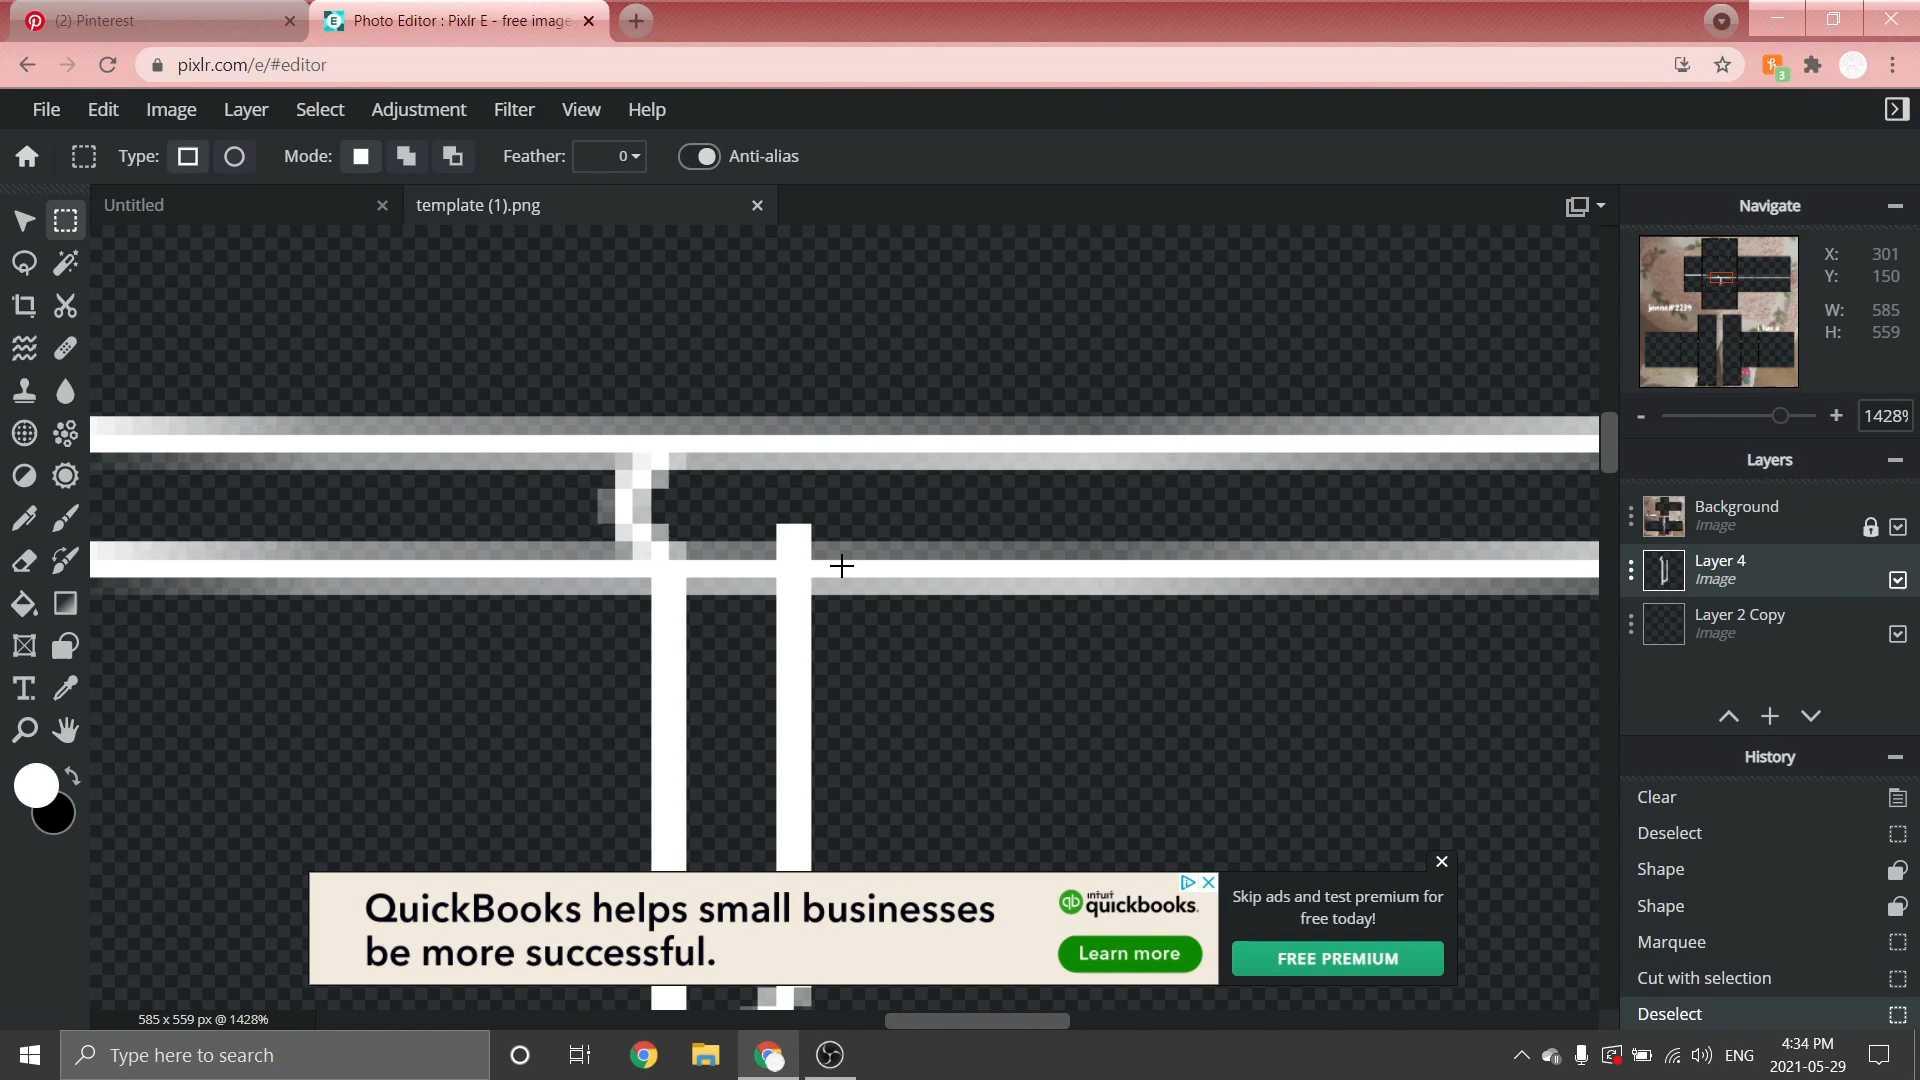 (2) Pinterest
Photo Editor : Pixlr E - free image
pixlr.com/e/#editor
3
File Edit Image Layer Select Adjustment Filter View Help
Type: Mode: Feather: 0 Anti-alias
Untitled
template (1).png
Navigate
X: 301
Y: 150
W: 585
H: 559
1428%
Layers
Background
Image
Layer 4
Image
Layer 2 Copy
Image
History
Clear
Deselect
Shape
Shape
Marquee
Cut with selection
Deselect
QuickBooks helps small businesses
be more successful.
intuit
quickbooks.
Learn more
Skip ads and test premium for
free today!
FREE PREMIUM
585 x 559 px @ 1428%
Type here to search
ENG
4:34 PM
2021-05-29